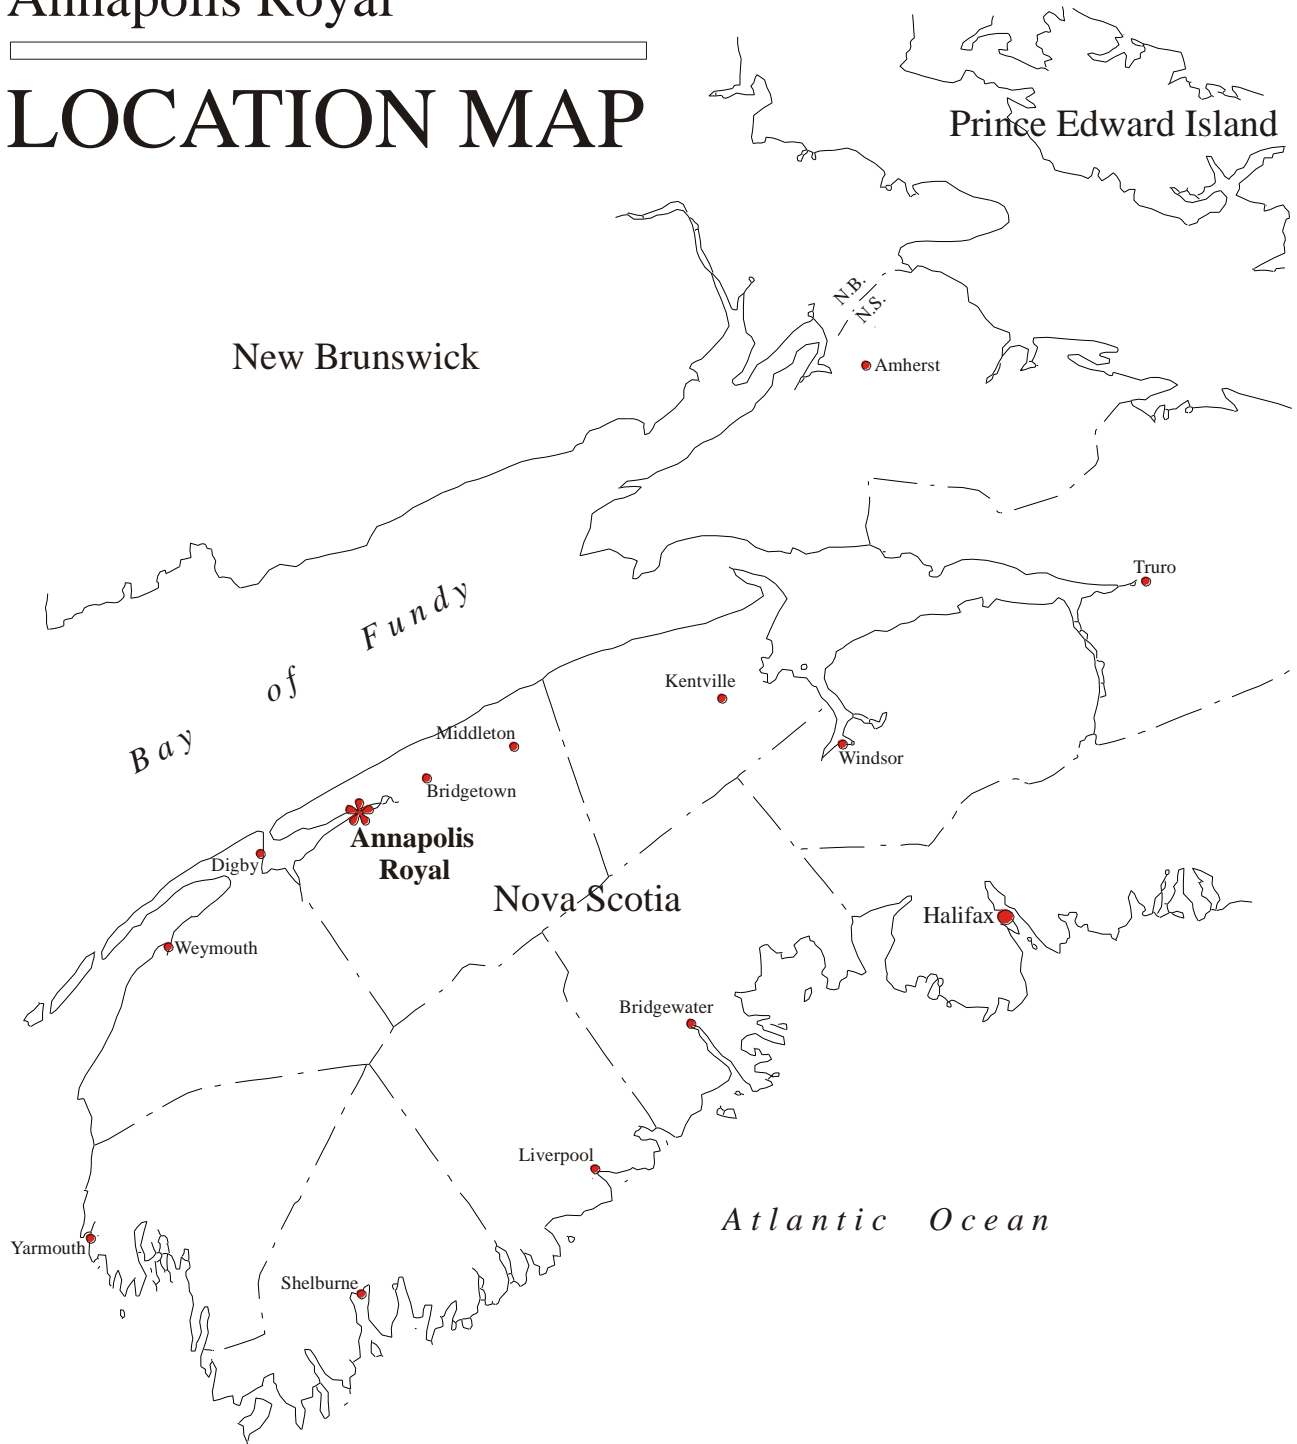 Annapolis Royal
LOCATION MAP
Prince Edward Island
N.B.
N.S.
New Brunswick
Amherst
Truro
Bay of Fundy
Kentville
Middleton
Windsor
Bridgetown
Annapolis
Royal
Digby
Nova Scotia
Halifax
Weymouth
Bridgewater
Liverpool
Atlantic Ocean
Yarmouth
Shelburne